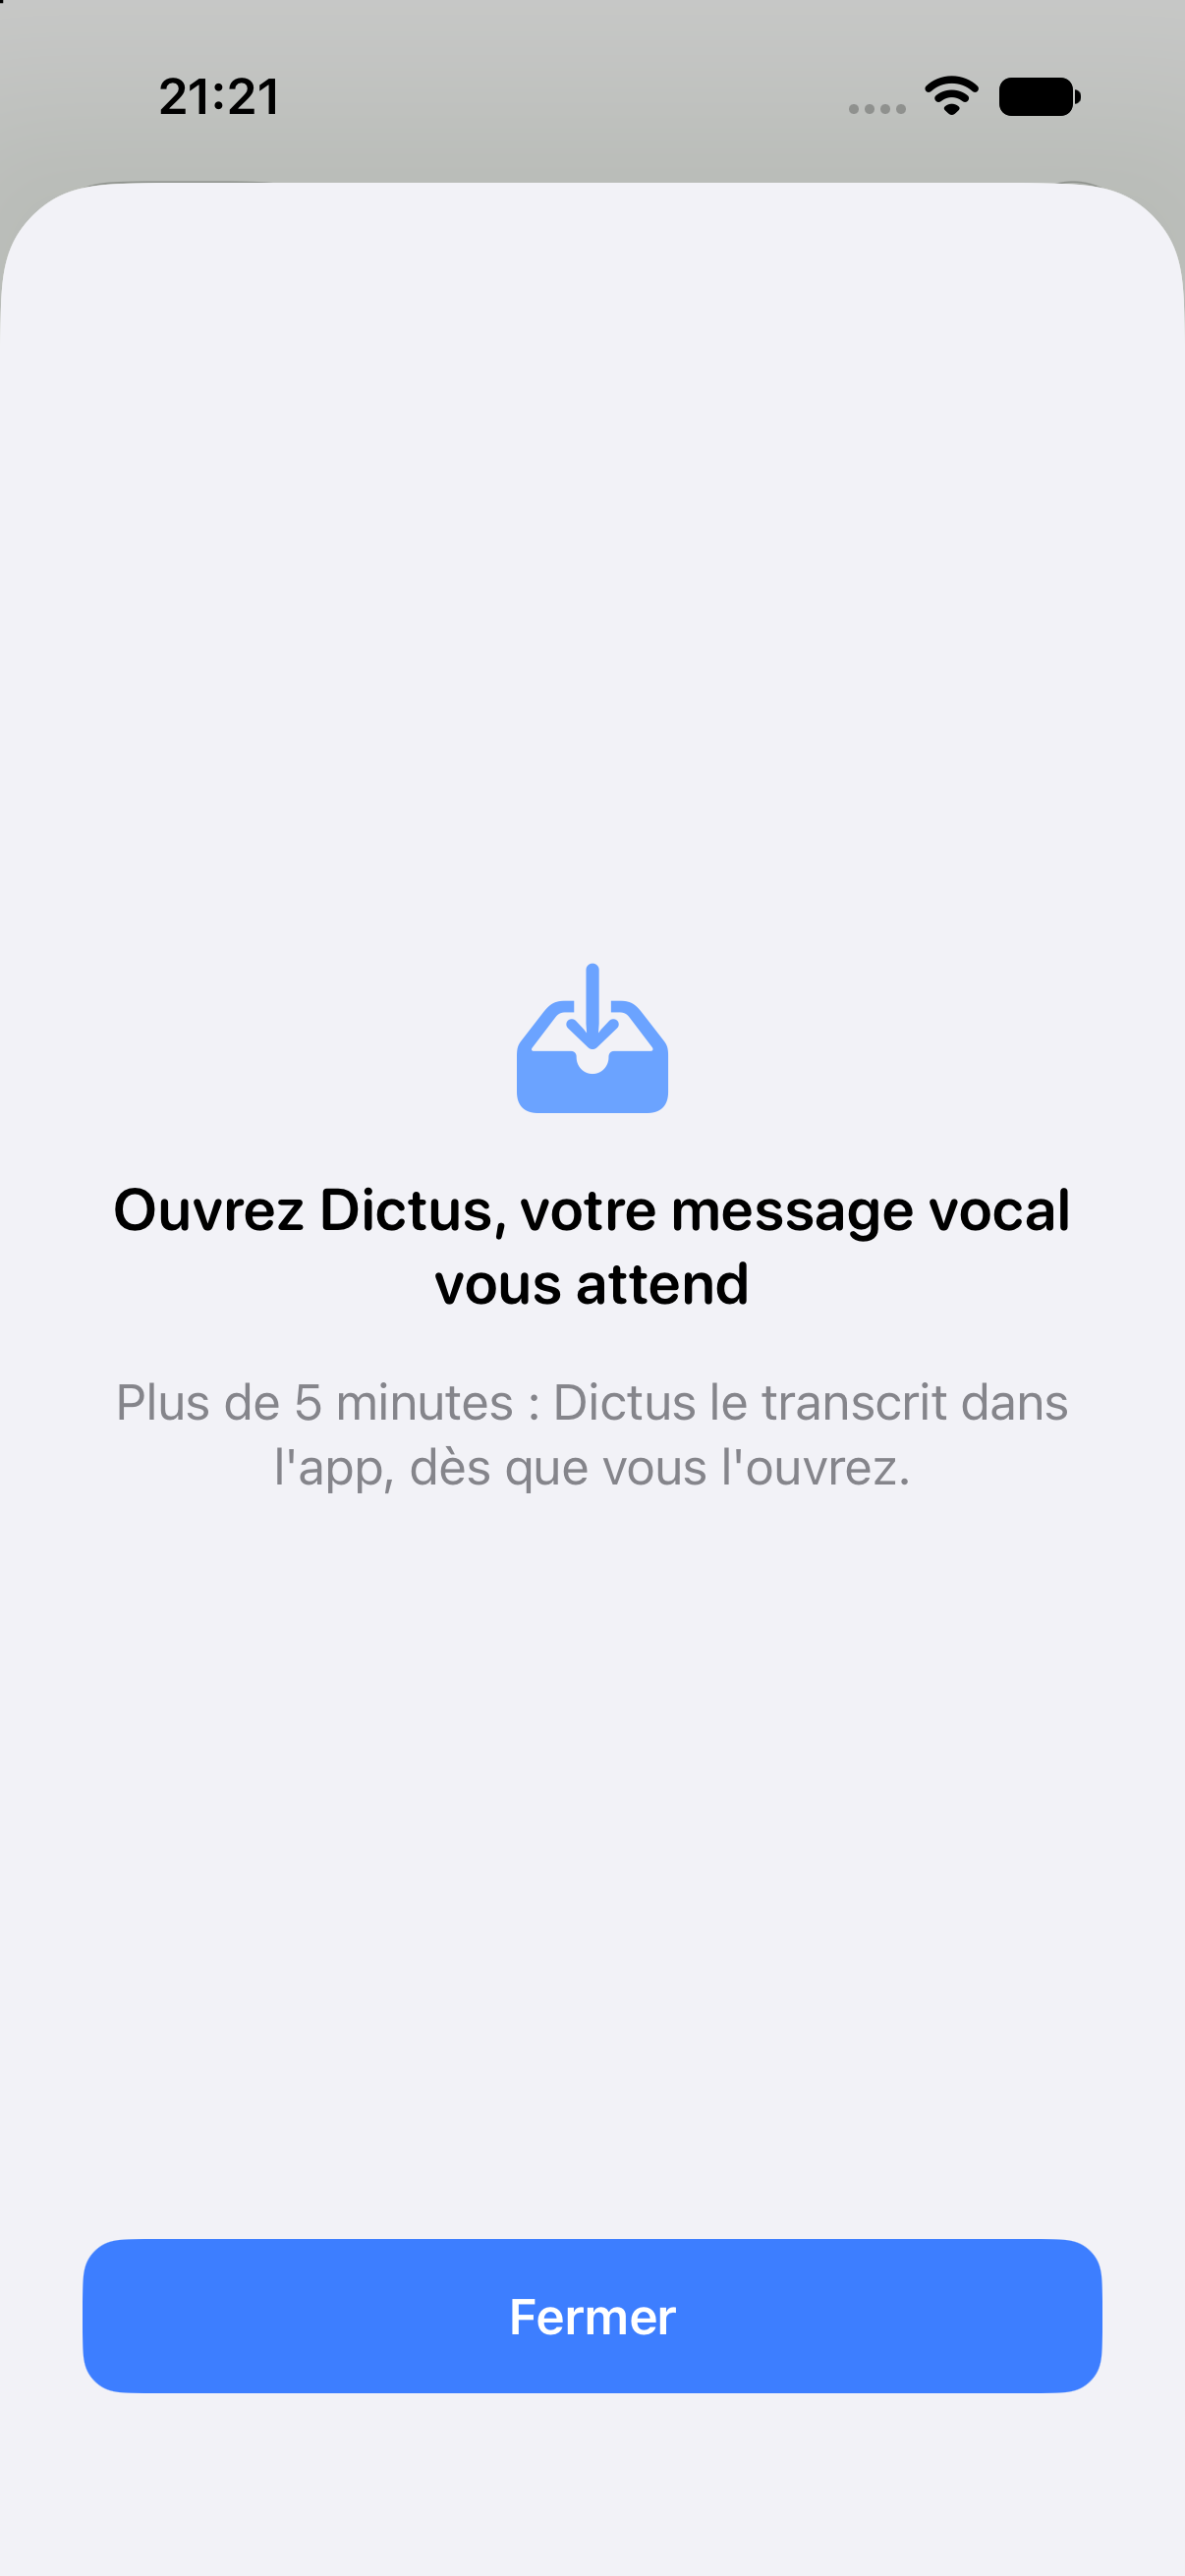 21:21
Ouvrez Dictus, votre message vocal
vous attend
Plus de 5 minutes : Dictus le transcrit dans
l'app, dès que vous l'ouvrez.
Fermer